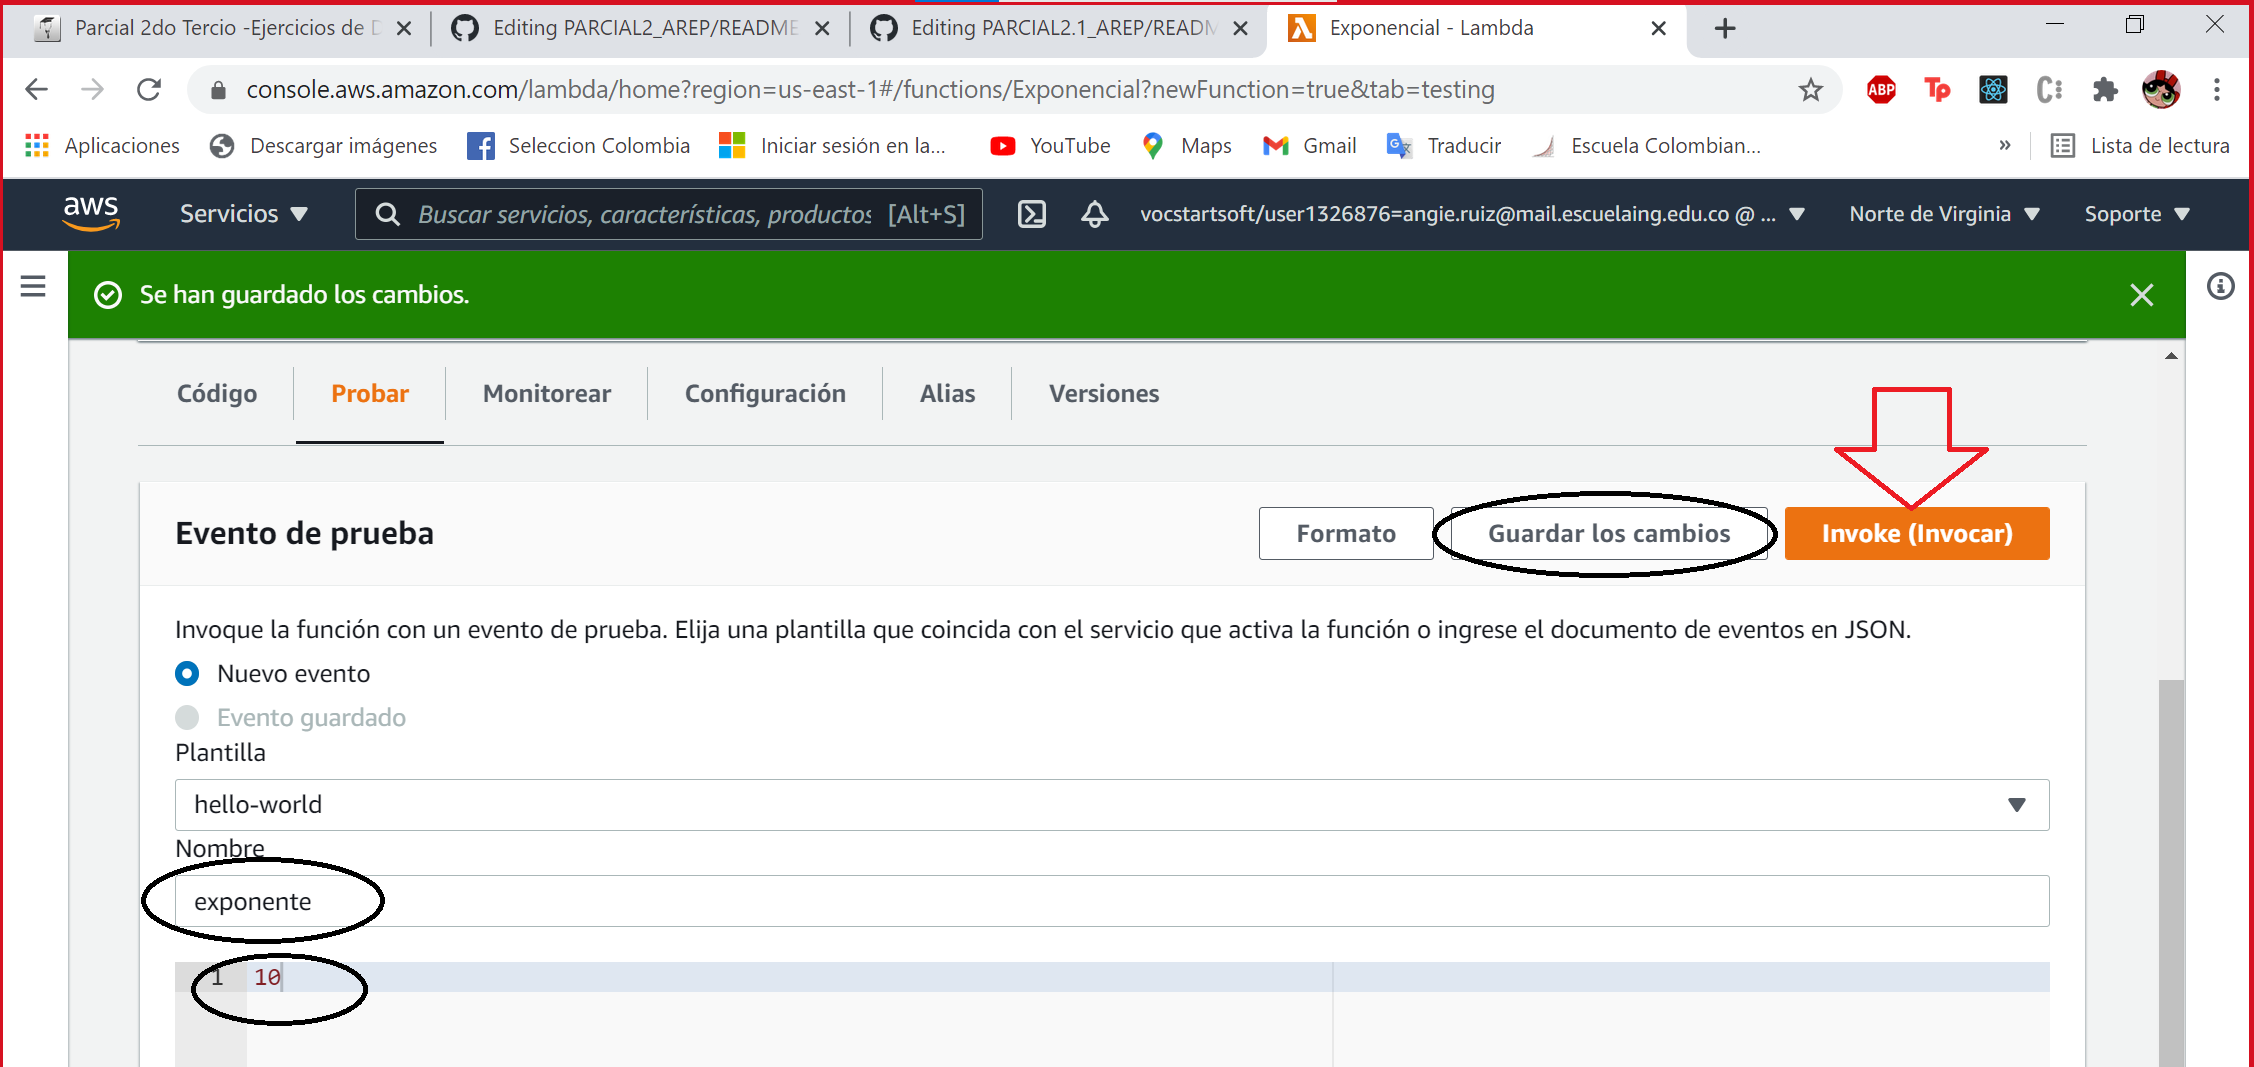 Parcial 2do Tercio -Ejercicios de D
Editing PARCIAL2_AREP/README
Editing PARCIAL2.1_AREP/READM
Exponencial - Lambda
console.aws.amazon.com/lambda/home?region=us-east-1#/functions/Exponencial?newFunction=true&tab=testing
ABP
Tp
Aplicaciones
Descargar imágenes
Seleccion Colombia
Iniciar sesión en la...
YouTube
Maps
Gmail
Traducir
Escuela Colombian...
»
Lista de lectura
aws
Servicios
Buscar servicios, características, productos [Alt+S]
vocstartsoft/user1326876=angie.ruiz@mail.escuelaing.edu.co @ ...
Norte de Virginia
Soporte
Se han guardado los cambios.
Código
Probar
Monitorear
Configuración
Alias
Versiones
Evento de prueba
Formato
Guardar los cambios
Invoke (Invocar)
Invoque la función con un evento de prueba. Elija una plantilla que coincida con el servicio que activa la función o ingrese el documento de eventos en JSON.
Nuevo evento
Evento guardado
Plantilla
hello-world
Nombre
exponente
1 10